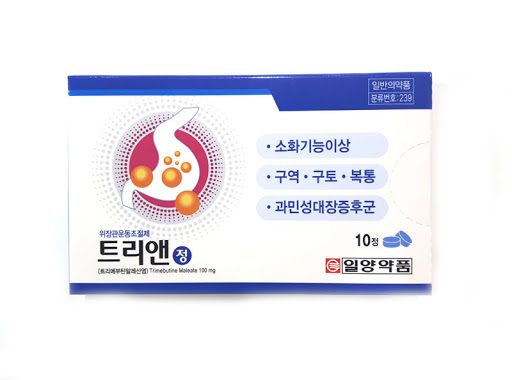 일반의약품
분류번호: 239
• 소화기능이상
• 구역 • 구토 • 복통
• 과민성대장증후군
위장관운동조절제
트리앤 정
(트리메부틴말레산염) Trimebutine Maleate 100 mg
10정
일양약품